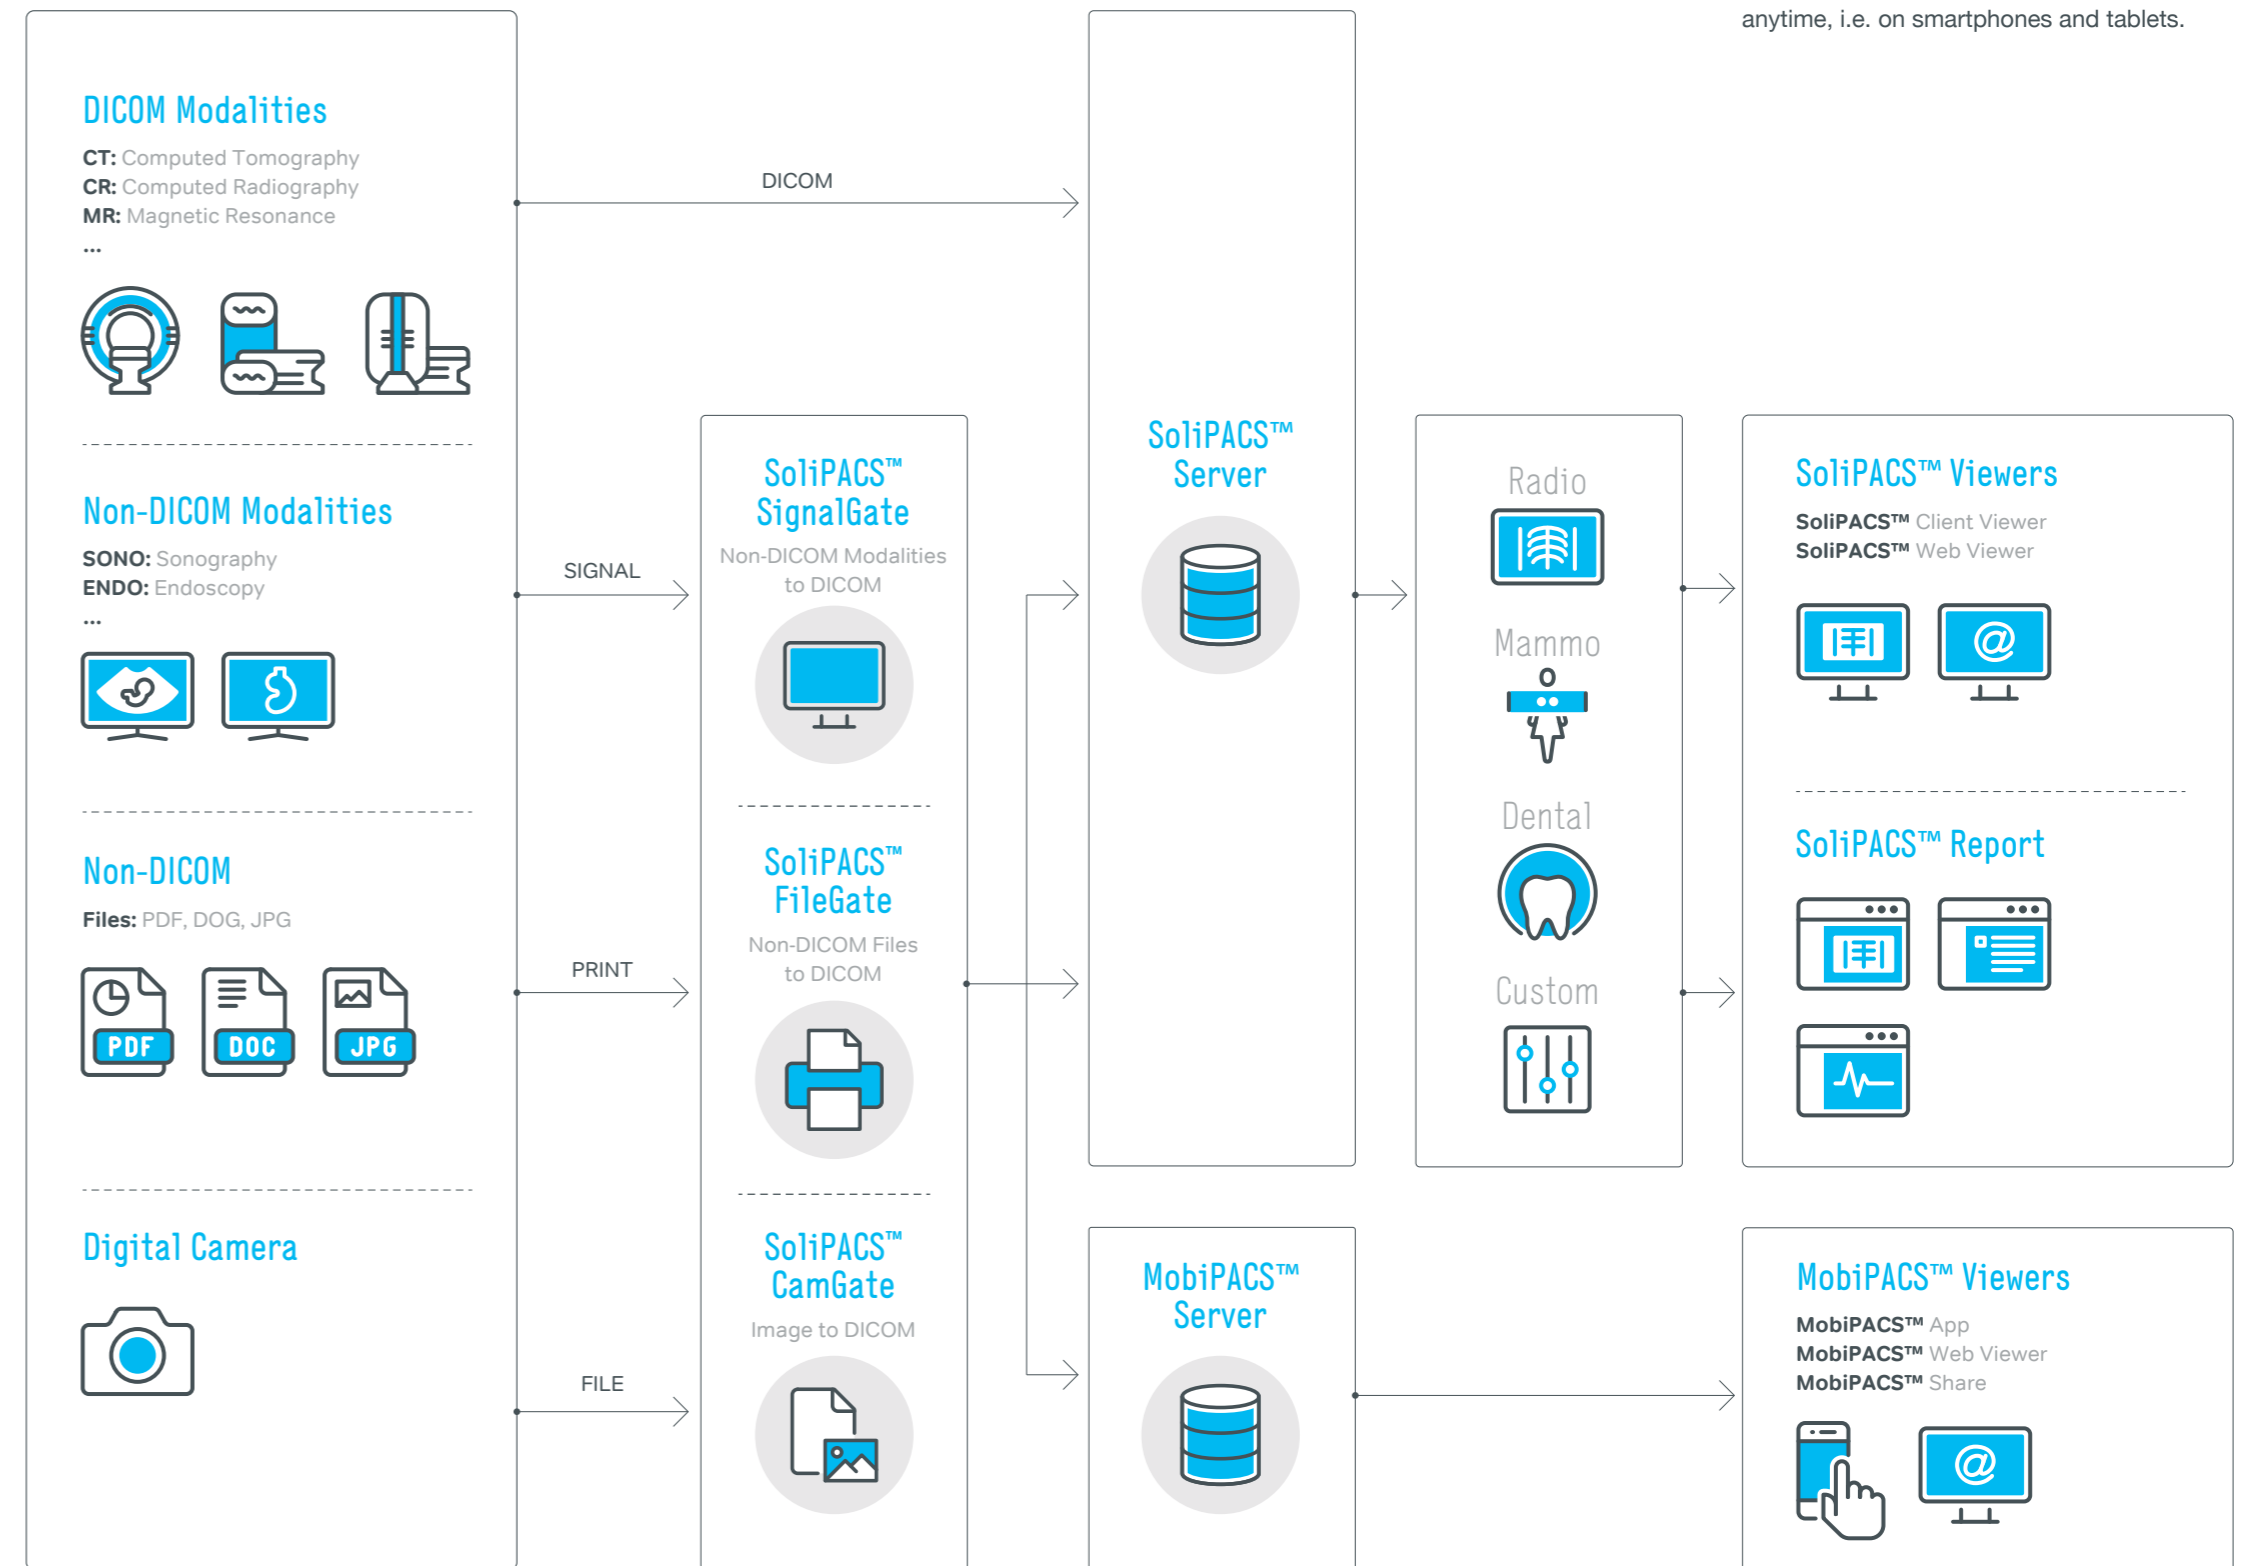 anytime, i.e. on smartphones and tablets.
DICOM Modalities
CT: Computed Tomography
CR: Computed Radiography
MR: Magnetic Resonance
...
Non-DICOM Modalities
SONO: Sonography
ENDO: Endoscopy
...
Non-DICOM
Files: PDF, DOG, JPG
PDF
DOC
JPG
Digital Camera
DICOM
SIGNAL
PRINT
FILE
SoliPACS™
SignalGate
Non-DICOM Modalities
to DICOM
SoliPACS™
FileGate
Non-DICOM Files
to DICOM
SoliPACS™
CamGate
Image to DICOM
SoliPACS™
Server
MobiPACS™
Server
Radio
Mammo
Dental
Custom
SoliPACS™ Viewers
SoliPACS™ Client Viewer
SoliPACS™ Web Viewer
@
SoliPACS™ Report
MobiPACS™ Viewers
MobiPACS™ App
MobiPACS™ Web Viewer
MobiPACS™ Share
@